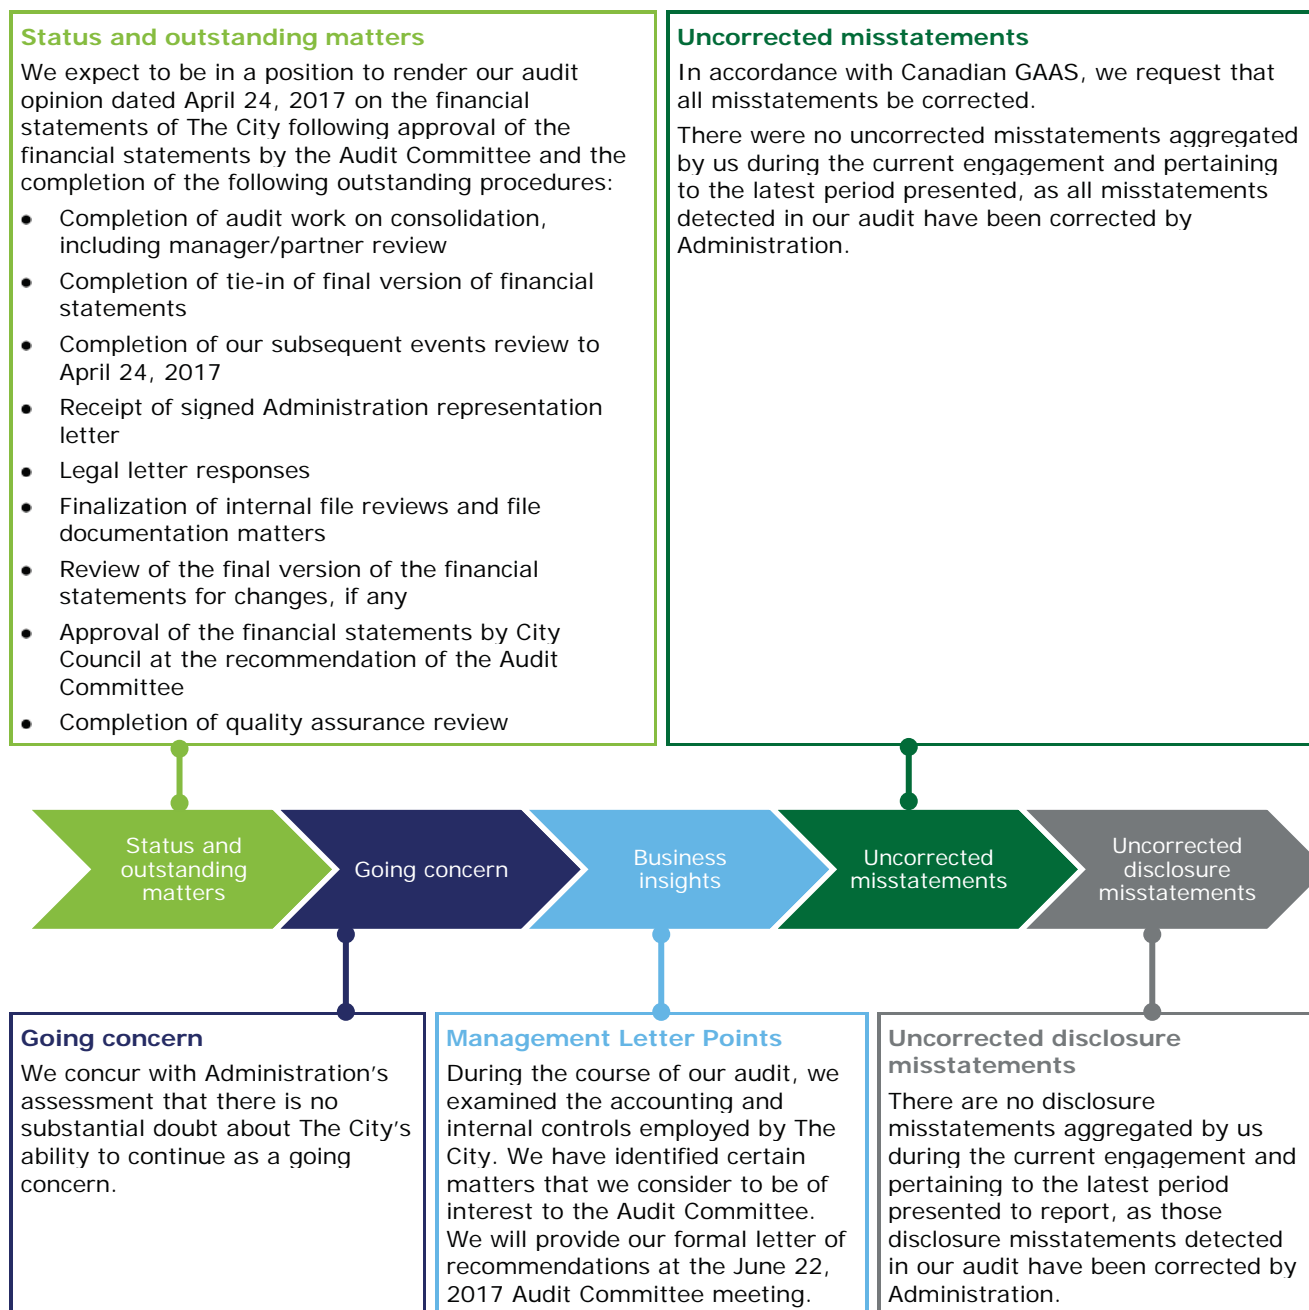 Status and outstanding matters
We expect to be in a position to render our audit
opinion dated April 24, 2017 on the financial
statements of The City following approval of the
financial statements by the Audit Committee and the
completion of the following outstanding procedures:
• Completion of audit work on consolidation,
including manager/partner review
• Completion of tie-in of final version of financial
statements
• Completion of our subsequent events review to
April 24, 2017
• Receipt of signed Administration representation
letter
• Legal letter responses
• Finalization of internal file reviews and file
documentation matters
• Review of the final version of the financial
statements for changes, if any
• Approval of the financial statements by City
Council at the recommendation of the Audit
Committee
• Completion of quality assurance review
Uncorrected misstatements
In accordance with Canadian GAAS, we request that
all misstatements be corrected.
There were no uncorrected misstatements aggregated
by us during the current engagement and pertaining
to the latest period presented, as all misstatements
detected in our audit have been corrected by
Administration.
Status and
outstanding
matters
Going concern
Business
insights
Uncorrected
misstatements
Uncorrected
disclosure
misstatements
Going concern
We concur with Administration's
assessment that there is no
substantial doubt about The City's
ability to continue as a going
concern.
Management Letter Points
During the course of our audit, we
examined the accounting and
internal controls employed by The
City. We have identified certain
matters that we consider to be of
interest to the Audit Committee.
We will provide our formal letter of
recommendations at the June 22,
2017 Audit Committee meeting.
Uncorrected disclosure
misstatements
There are no disclosure
misstatements aggregated by us
during the current engagement and
pertaining to the latest period
presented to report, as those
disclosure misstatements detected
in our audit have been corrected by
Administration.